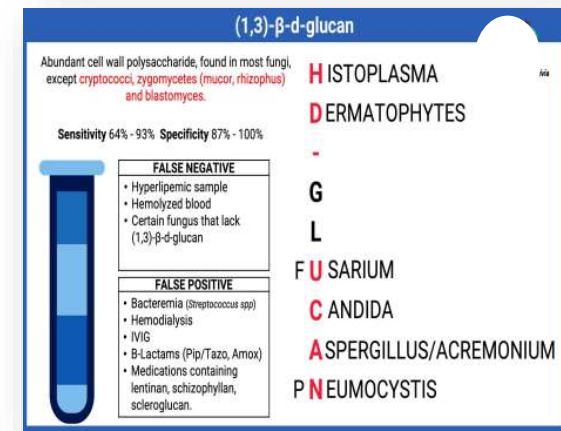 (1,3)-β-d-glucan
Abundant cell wall polysaccharide, found in most fungi,
except cryptococci, zygomycetes (mucor, rhizophus)
and blastomyces.
Sensitivity 64% - 93% Specificity 87% - 100%
FALSE NEGATIVE
• Hyperlipemic sample
• Hemolyzed blood
• Certain fungus that lack
(1,3)-β-d-glucan
FALSE POSITIVE
• Bacteremia (Streptococcus spp)
• Hemodialysis
• IVIG
• B-Lactams (Pip/Tazo, Amox)
• Medications containing
lentinan, schizophyllan,
scleroglucan.
HISTOPLASMA
DERMATOPHYTES
-
G
L
FUSARIUM
CANDIDA
ASPERGILLUS/ACREMONIUM
PNEUMOCYSTIS